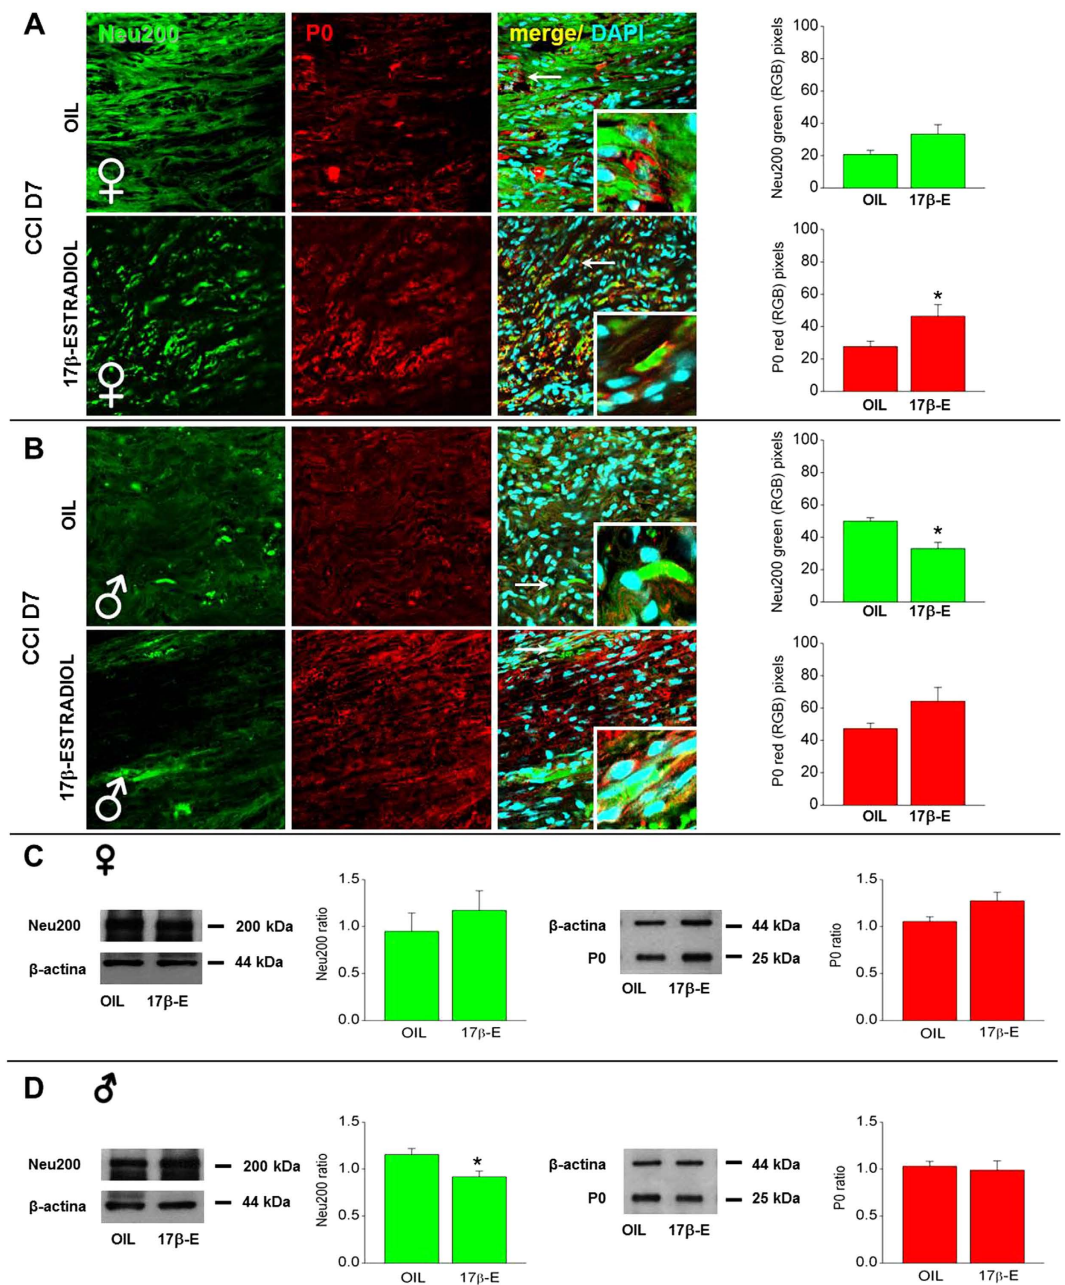 A
Neu200
P0
merge/ DAPI
OIL
17β-ESTRADIOL
CCI D7
Neu200 green (RGB) pixels
100
80
60
40
20
0
OIL
17β-E
P0 red (RGB) pixels
100
80
60
40
20
0
*
OIL
17β-E
B
OIL
17β-ESTRADIOL
CCI D7
Neu200 green (RGB) pixels
100
80
60
40
20
0
*
OIL
17β-E
P0 red (RGB) pixels
100
80
60
40
20
0
OIL
17β-E
C
♀
Neu200
200 kDa
β-actina
44 kDa
OIL 17β-E
Neu200 ratio
1.5
1.0
0.5
0.0
OIL
17β-E
β-actina
44 kDa
P0
25 kDa
OIL 17β-E
P0 ratio
1.5
1.0
0.5
0.0
OIL
17β-E
D
♂
Neu200
200 kDa
β-actina
44 kDa
OIL 17β-E
Neu200 ratio
1.5
1.0
0.5
0.0
*
OIL
17β-E
β-actina
44 kDa
P0
25 kDa
OIL 17β-E
P0 ratio
1.5
1.0
0.5
0.0
OIL
17β-E